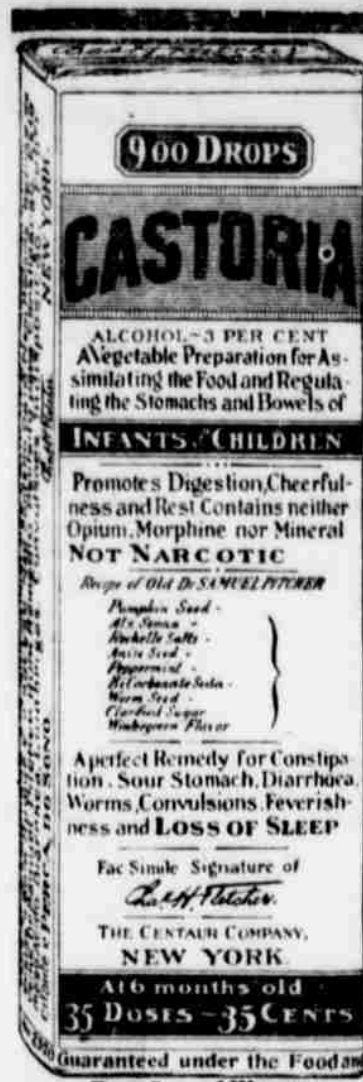 900 DROPS
CASTORIA
ALCOHOL-3 PER CENT
AVegetable Preparation for As-
similating the Food and Regula-
ting the Stomachs and Bowels of
INFANTS, CHILDREN
Promotes Digestion, Cheerful-
ness and Rest Contains neither
Opium, Morphine nor Mineral
NOT NARCOTIC
Recipe of Old Dr SAMUEL PITCHER
Pumpkin Seed -
Alx Senna -
Rochelle Salts -
Anise Seed -
Peppermint -
Bi Carbonate Soda -
Worm Seed -
Clarified Sugar
Wintergreen Flavor
A perfect Remedy for Constipa-
tion, Sour Stomach, Diarrhoea,
Worms, Convulsions, Feverish-
ness and LOSS OF SLEEP
Fac Simile Signature of
Chas. H. Fletcher.
THE CENTAUR COMPANY,
NEW YORK.
At 6 months old
35 DOSES - 35 CENTS
Guaranteed under the Food an
NEW YORK